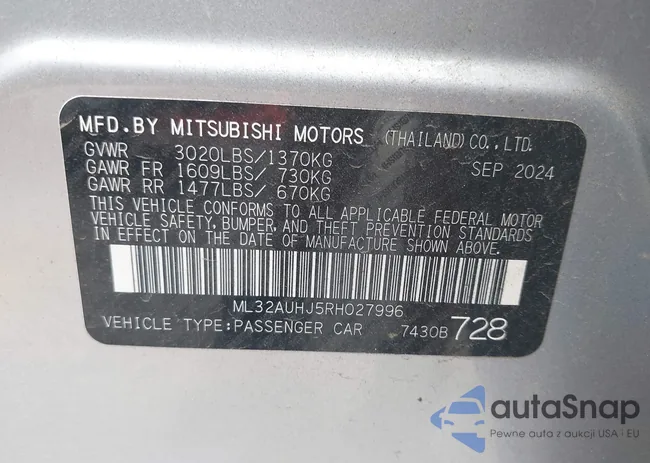 MFD.BY MITSUBISHI MOTORS (THAILAND) CO., LTD.
GVWR 3020LBS/1370KG SEP 2024
GAWR FR 1609LBS/ 730KG
GAWR RR 1477LBS/ 670KG
THIS VEHICLE CONFORMS TO ALL APPLICABLE FEDERAL MOTOR
VEHICLE SAFETY, BUMPER, AND THEFT PREVENTION STANDARDS
IN EFFECT ON THE DATE OF MANUFACTURE SHOWN ABOVE.
ML32AUHJ5RH027996
VEHICLE TYPE:PASSENGER CAR 7430B 728
autoSnap
Pewne auta z aukcji USA i EU